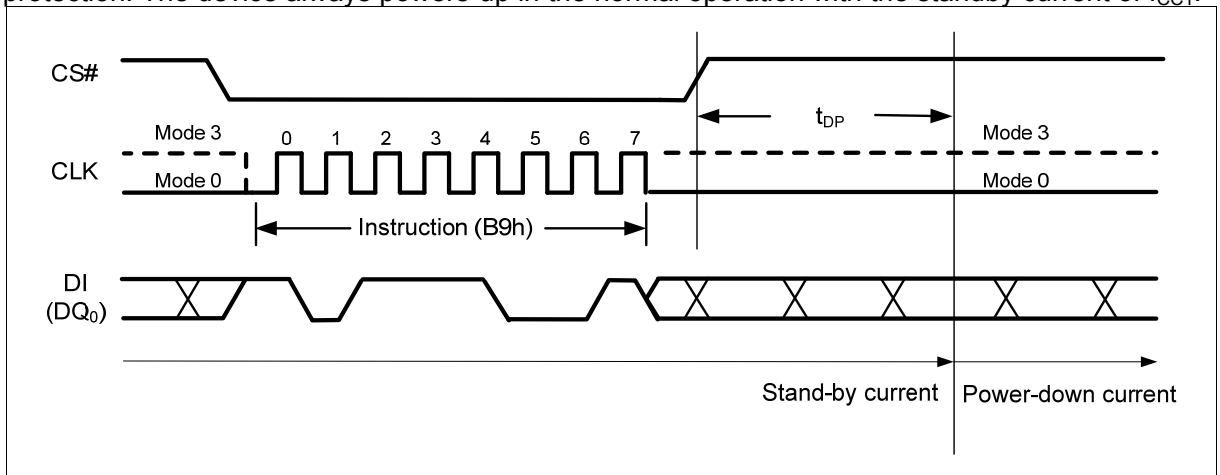 protection. The device always powers-up in the normal operation with the standby current of ICC1.
CS#
tDP
Mode 3
0 1 2 3 4 5 6 7
Mode 3
CLK
Mode 0
Mode 0
Instruction (B9h)
DI
(DQ0)
Stand-by current
Power-down current